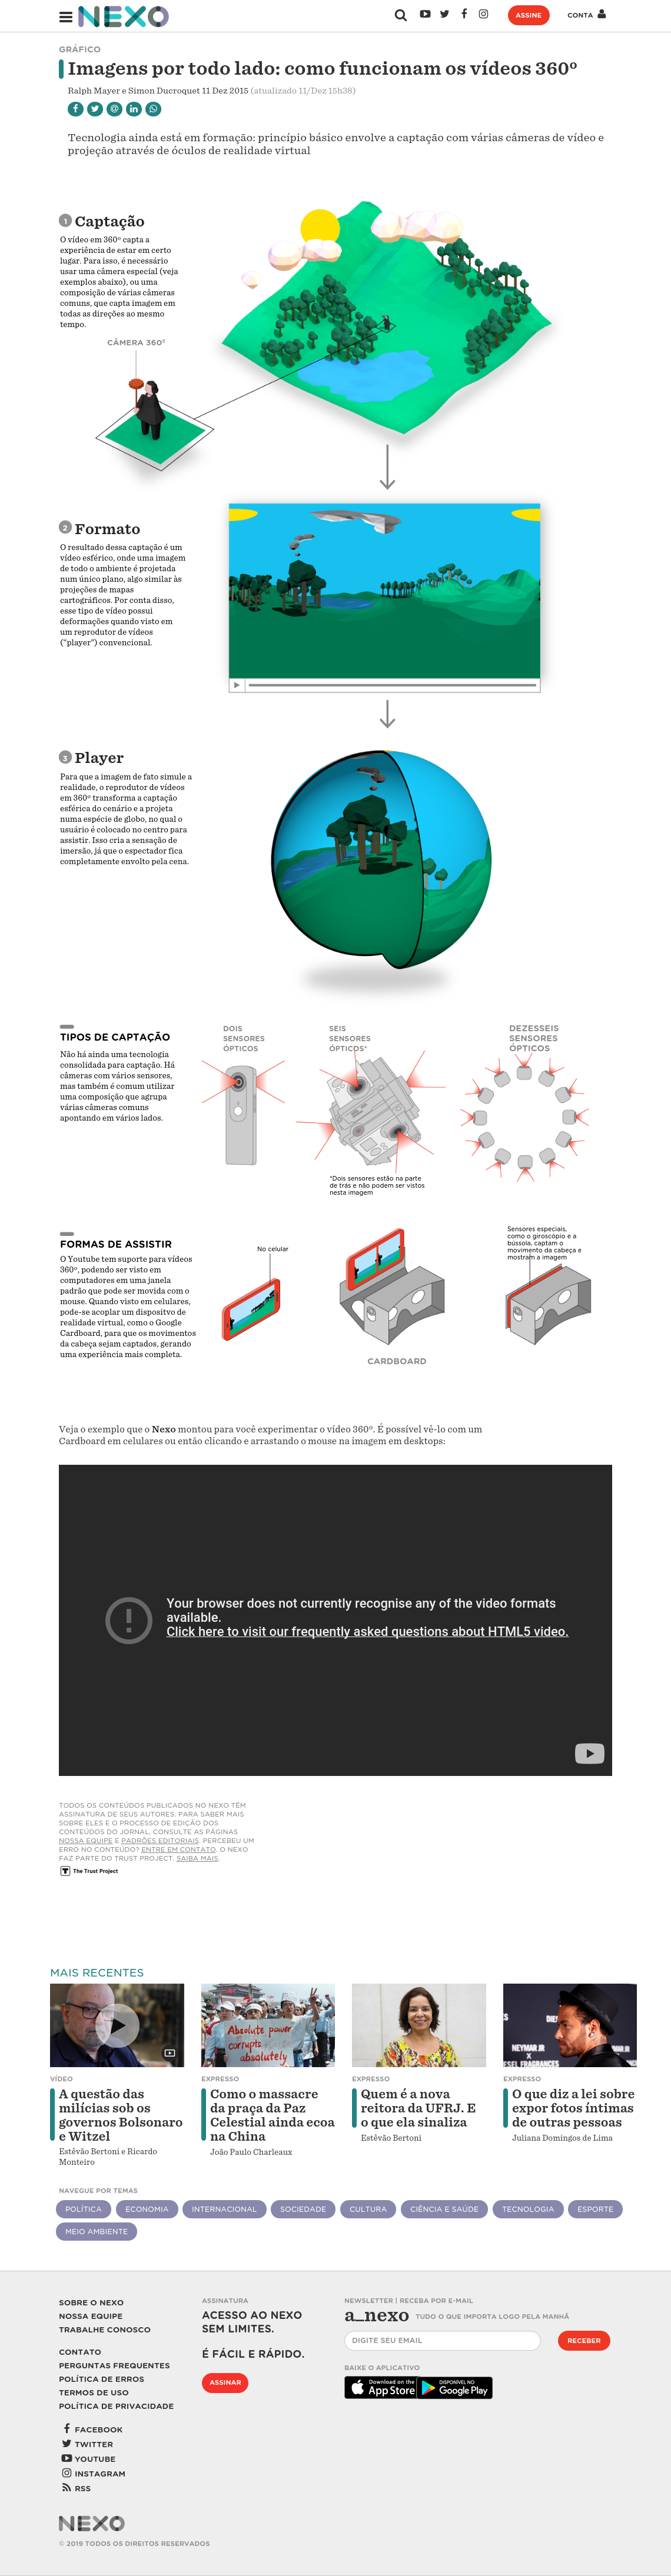 NEXO
ASSINE
CONTA
GRÁFICO
Imagens por todo lado: como funcionam os vídeos 360º
Ralph Mayer e Simon Ducroquet 11 Dez 2015 (atualizado 11/Dez 15h38)
Tecnologia ainda está em formação: princípio básico envolve a captação com várias câmeras de vídeo e
projeção através de óculos de realidade virtual
1 Captação
O vídeo em 360º capta a
experiência de estar em certo
lugar. Para isso, é necessário
usar uma câmera especial (veja
exemplos abaixo), ou uma
composição de várias câmeras
comuns, que capta imagem em
todas as direções ao mesmo
tempo.
CÂMERA 360º
2 Formato
O resultado dessa captação é um
vídeo esférico, onde uma imagem
de todo o ambiente é projetada
num único plano, algo similar às
projeções de mapas
cartográficos. Por conta disso,
esse tipo de vídeo possui
deformações quando visto em
um reprodutor de vídeos
("player") convencional.
3 Player
Para que a imagem de fato simule a
realidade, o reprodutor de vídeos
em 360º transforma a captação
esférica do cenário e a projeta
numa espécie de globo, no qual o
usuário é colocado no centro para
assistir. Isso cria a sensação de
imersão, já que o espectador fica
completamente envolto pela cena.
TIPOS DE CAPTAÇÃO
Não há ainda uma tecnologia
consolidada para captação. Há
câmeras com vários sensores,
mas também é comum utilizar
uma composição que agrupa
várias câmeras comuns
apontando em vários lados.
DOIS
SENSORES
ÓPTICOS
SEIS
SENSORES
ÓPTICOS*
DEZESSEIS
SENSORES
ÓPTICOS
*Dois sensores estão na parte
de trás e não podem ser vistos
nesta imagem
FORMAS DE ASSISTIR
O Youtube tem suporte para vídeos
360º, podendo ser visto em
computadores em uma janela
padrão que pode ser movida com o
mouse. Quando visto em celulares,
pode-se acoplar um dispositivo de
realidade virtual, como o Google
Cardboard, para que os movimentos
da cabeça sejam captados, gerando
uma experiência mais completa.
No celular
CARDBOARD
Sensores especiais,
como o giroscópio e a
bússola, captam o
movimento da cabeça e
mostram a imagem
Veja o exemplo que o Nexo montou para você experimentar o vídeo 360º. É possível vê-lo com um
Cardboard em celulares ou então clicando e arrastando o mouse na imagem em desktops:
Your browser does not currently recognise any of the video formats
available.
Click here to visit our frequently asked questions about HTML5 video.
TODOS OS CONTEÚDOS PUBLICADOS NO NEXO TÊM
ASSINATURA DE SEUS AUTORES. PARA SABER MAIS
SOBRE ELES E O PROCESSO DE EDIÇÃO DOS
CONTEÚDOS DO JORNAL, CONSULTE AS PÁGINAS
NOSSA EQUIPE E PADRÕES EDITORIAIS. PERCEBEU UM
ERRO NO CONTEÚDO? ENTRE EM CONTATO. O NEXO
FAZ PARTE DO TRUST PROJECT. SAIBA MAIS.
T The Trust Project
MAIS RECENTES
Absolute power
corrupts
absolutely
NEYMAR JR
X
DIESEL FRAGRANCES
VÍDEO
A questão das
milícias sob os
governos Bolsonaro
e Witzel
Estêvão Bertoni e Ricardo
Monteiro
EXPRESSO
Como o massacre
da praça da Paz
Celestial ainda ecoa
na China
João Paulo Charleaux
EXPRESSO
Quem é a nova
reitora da UFRJ. E
o que ela sinaliza
Estêvão Bertoni
EXPRESSO
O que diz a lei sobre
expor fotos íntimas
de outras pessoas
Juliana Domingos de Lima
NAVEGUE POR TEMAS
POLÍTICA
ECONOMIA
INTERNACIONAL
SOCIEDADE
CULTURA
CIÊNCIA E SAÚDE
TECNOLOGIA
ESPORTE
MEIO AMBIENTE
SOBRE O NEXO
NOSSA EQUIPE
TRABALHE CONOSCO
CONTATO
PERGUNTAS FREQUENTES
POLÍTICA DE ERROS
TERMOS DE USO
POLÍTICA DE PRIVACIDADE
FACEBOOK
TWITTER
YOUTUBE
INSTAGRAM
RSS
ASSINATURA
ACESSO AO NEXO
SEM LIMITES.
É FÁCIL E RÁPIDO.
ASSINAR
NEWSLETTER | RECEBA POR E-MAIL
a_nexo TUDO O QUE IMPORTA LOGO PELA MANHÃ
DIGITE SEU EMAIL
RECEBER
BAIXE O APLICATIVO
Download on the
App Store
DISPONÍVEL NO
Google Play
NEXO
© 2019 TODOS OS DIREITOS RESERVADOS